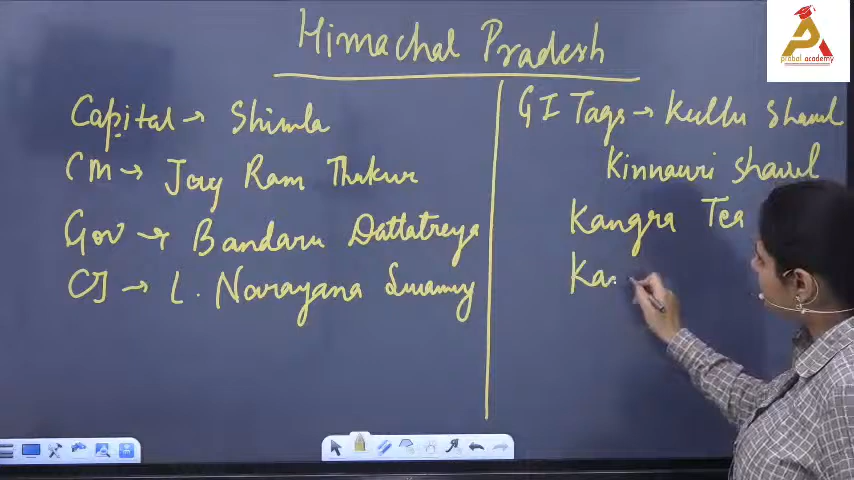 Himachal Pradesh
Capital → Shimla
CM → Jay Ram Thakur
Gov → Bandaru Dattatreya
CJ → L. Narayana Swamy
GI Tags → Kullu Shawl
Kinnauri Shawl
Kangra Tea
Kan
prabal academy